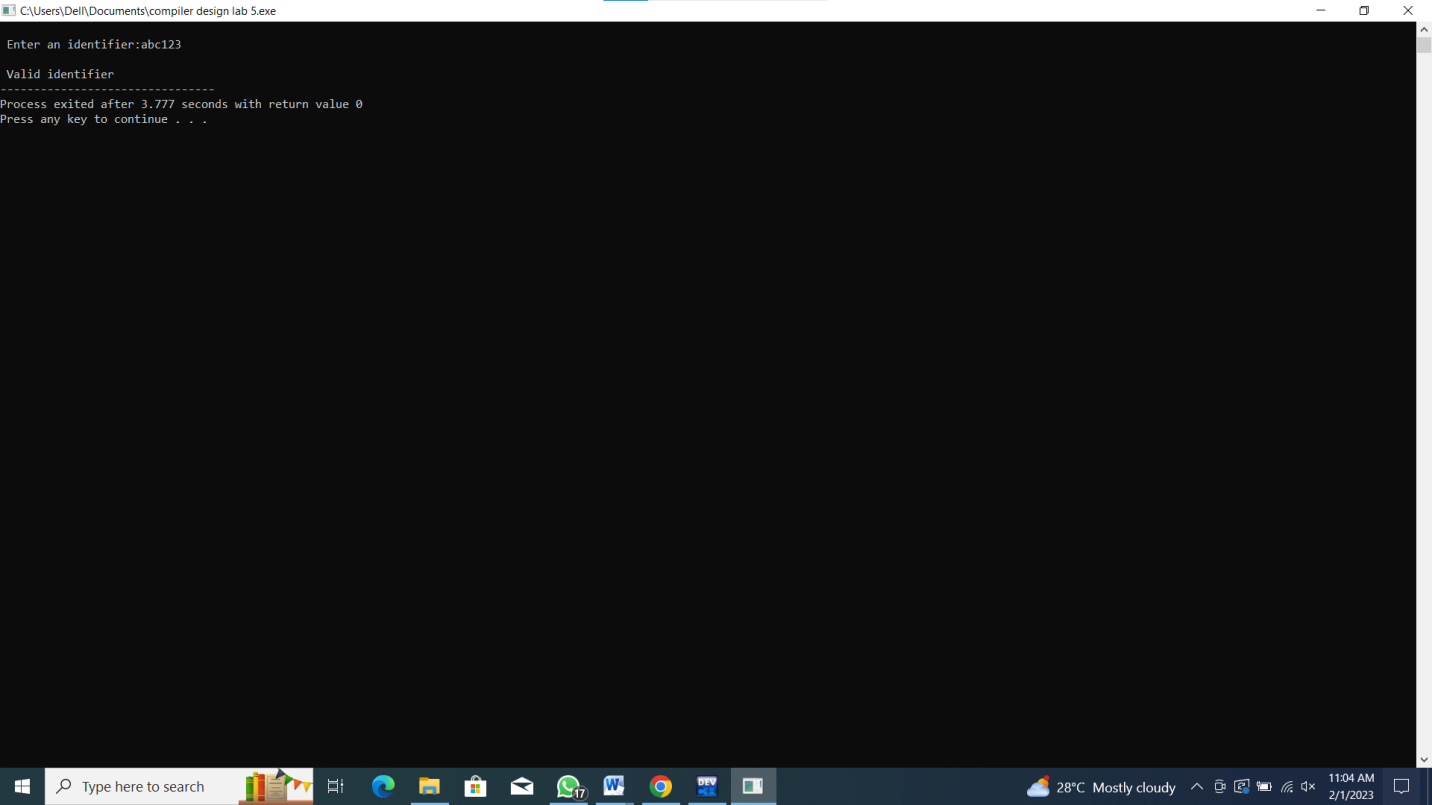 C:\Users\Dell\Documents\compiler design lab 5.exe
Enter an identifier:abc123
Valid identifier
--------------------------------
Process exited after 3.777 seconds with return value 0
Press any key to continue . . .
Type here to search
17
W
DEV
C++
28°C Mostly cloudy
11:04 AM
2/1/2023